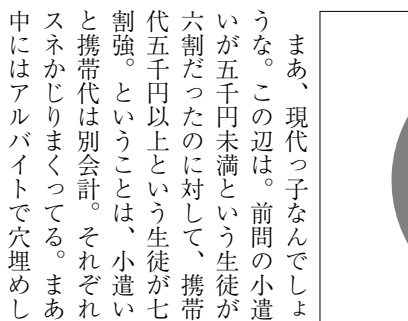 まあ、現代っ子なんでしょ
うな。この辺は。前問の小遣
いが五千円未満という生徒が
六割だったのに対して、携帯
代五千円以上という生徒が七
割強。ということは、小遣い
と携帯代は別会計。それぞれ
スネかじりまくってる。まあ
中にはアルバイトで穴埋めし